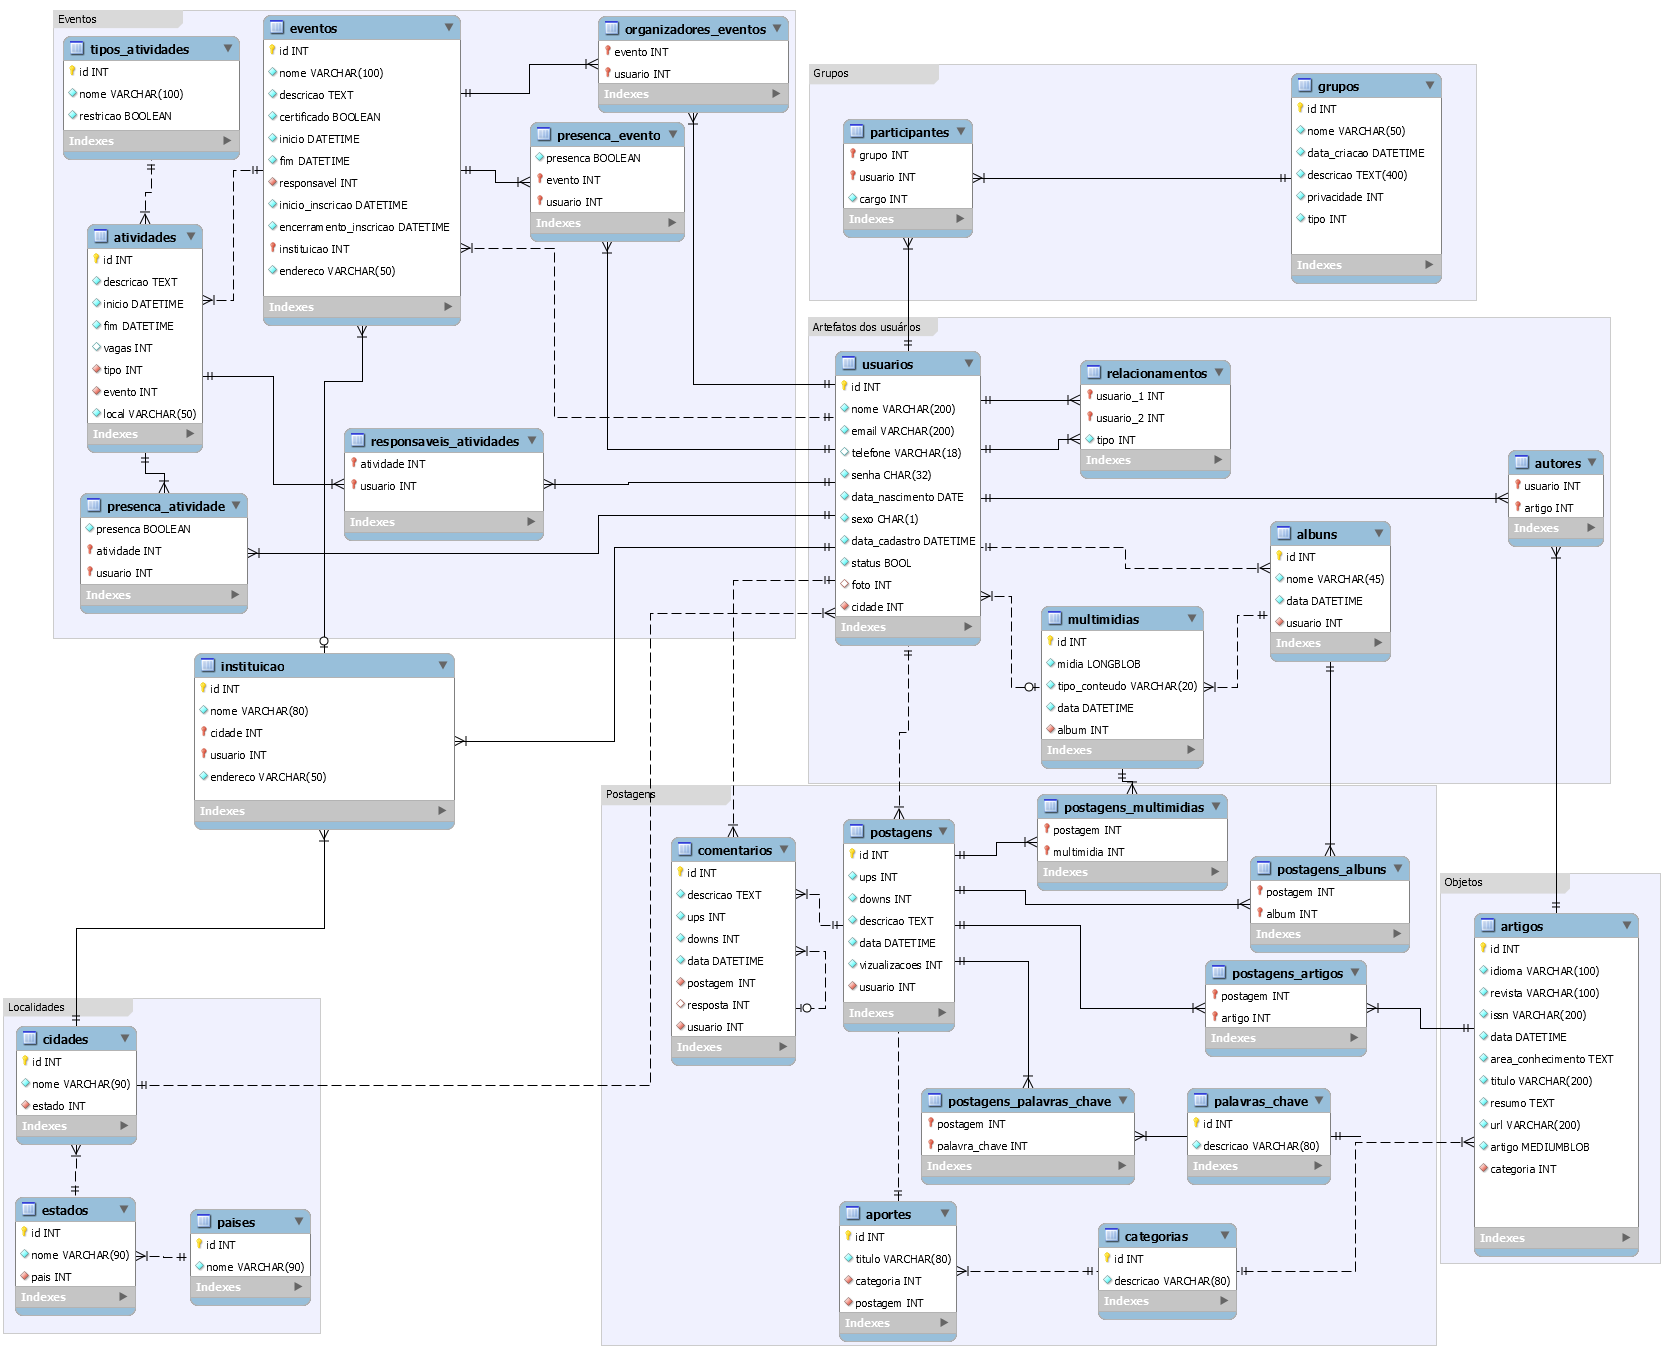 Eventos
tipos_atividades
id INT
nome VARCHAR(100)
restricao BOOLEAN
Indexes
eventos
id INT
nome VARCHAR(100)
descricao TEXT
certificado BOOLEAN
inicio DATETIME
fim DATETIME
responsavel INT
inicio_inscricao DATETIME
encerramento_inscricao DATETIME
instituicao INT
endereco VARCHAR(50)
Indexes
organizadores_eventos
evento INT
usuario INT
Indexes
presenca_evento
presenca BOOLEAN
evento INT
usuario INT
Indexes
atividades
id INT
descricao TEXT
inicio DATETIME
fim DATETIME
vagas INT
tipo INT
evento INT
local VARCHAR(50)
Indexes
responsaveis_atividades
atividade INT
usuario INT
Indexes
presenca_atividade
presenca BOOLEAN
atividade INT
usuario INT
Indexes
Grupos
participantes
grupo INT
usuario INT
cargo INT
Indexes
grupos
id INT
nome VARCHAR(50)
data_criacao DATETIME
descricao TEXT(400)
privacidade INT
tipo INT
Indexes
Artefatos dos usuários
usuarios
id INT
nome VARCHAR(200)
email VARCHAR(200)
telefone VARCHAR(18)
senha CHAR(32)
data_nascimento DATE
sexo CHAR(1)
data_cadastro DATETIME
status BOOL
foto INT
cidade INT
Indexes
relacionamentos
usuario_1 INT
usuario_2 INT
tipo INT
Indexes
autores
usuario INT
artigo INT
Indexes
albuns
id INT
nome VARCHAR(45)
data DATETIME
usuario INT
Indexes
multimidias
id INT
midia LONGBLOB
tipo_conteudo VARCHAR(20)
data DATETIME
album INT
Indexes
instituicao
id INT
nome VARCHAR(80)
cidade INT
usuario INT
endereco VARCHAR(50)
Indexes
Postagens
comentarios
id INT
descricao TEXT
ups INT
downs INT
data DATETIME
postagem INT
resposta INT
usuario INT
Indexes
postagens
id INT
ups INT
downs INT
descricao TEXT
data DATETIME
vizualizacoes INT
usuario INT
Indexes
postagens_multimidias
postagem INT
multimidia INT
Indexes
postagens_albuns
postagem INT
album INT
Indexes
postagens_artigos
postagem INT
artigo INT
Indexes
postagens_palavras_chave
postagem INT
palavra_chave INT
Indexes
palavras_chave
id INT
descricao VARCHAR(80)
Indexes
aportes
id INT
titulo VARCHAR(80)
categoria INT
postagem INT
Indexes
categorias
id INT
descricao VARCHAR(80)
Indexes
Objetos
artigos
id INT
idioma VARCHAR(100)
revista VARCHAR(100)
issn VARCHAR(200)
data DATETIME
area_conhecimento TEXT
titulo VARCHAR(200)
resumo TEXT
url VARCHAR(200)
artigo MEDIUMBLOB
categoria INT
Indexes
Localidades
cidades
id INT
nome VARCHAR(90)
estado INT
Indexes
estados
id INT
nome VARCHAR(90)
pais INT
Indexes
paises
id INT
nome VARCHAR(90)
Indexes